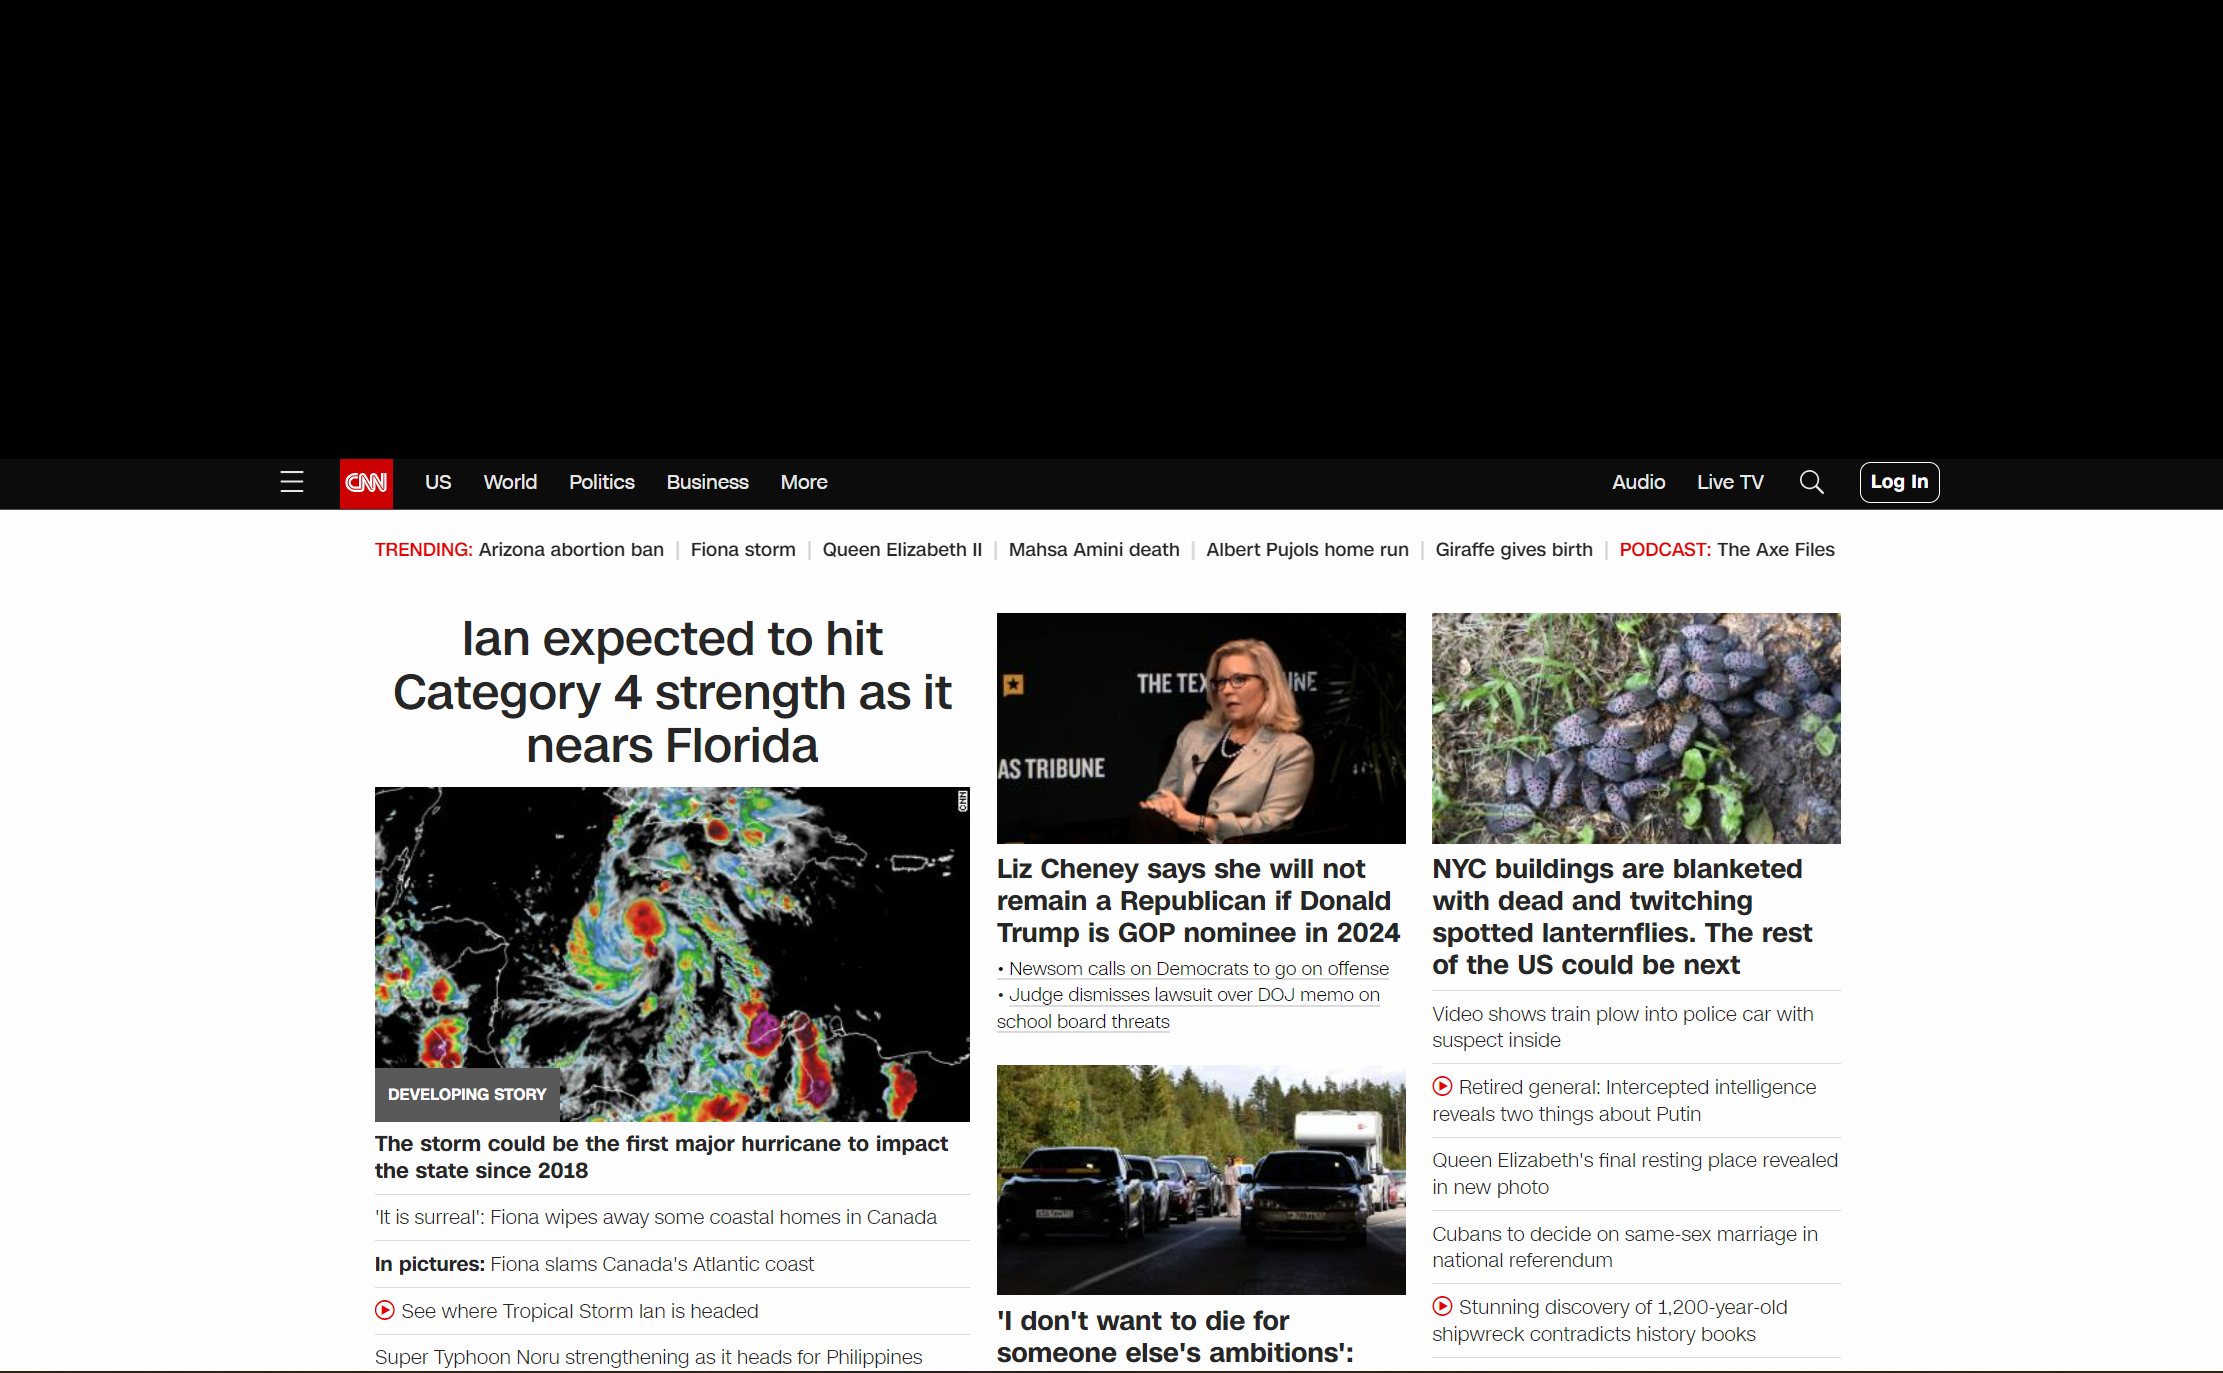 CNN
US
World
Politics
Business
More
Audio
Live TV
Log In
TRENDING: Arizona abortion ban | Fiona storm | Queen Elizabeth II | Mahsa Amini death | Albert Pujols home run | Giraffe gives birth | PODCAST: The Axe Files
Ian expected to hit
Category 4 strength as it
nears Florida
CNN
DEVELOPING STORY
The storm could be the first major hurricane to impact
the state since 2018
'It is surreal': Fiona wipes away some coastal homes in Canada
In pictures: Fiona slams Canada's Atlantic coast
See where Tropical Storm Ian is headed
Super Typhoon Noru strengthening as it heads for Philippines
THE TEX
NE
AS TRIBUNE
Liz Cheney says she will not
remain a Republican if Donald
Trump is GOP nominee in 2024
• Newsom calls on Democrats to go on offense
• Judge dismisses lawsuit over DOJ memo on
school board threats
'I don't want to die for
someone else's ambitions':
NYC buildings are blanketed
with dead and twitching
spotted lanternflies. The rest
of the US could be next
Video shows train plow into police car with
suspect inside
Retired general: Intercepted intelligence
reveals two things about Putin
Queen Elizabeth's final resting place revealed
in new photo
Cubans to decide on same-sex marriage in
national referendum
Stunning discovery of 1,200-year-old
shipwreck contradicts history books